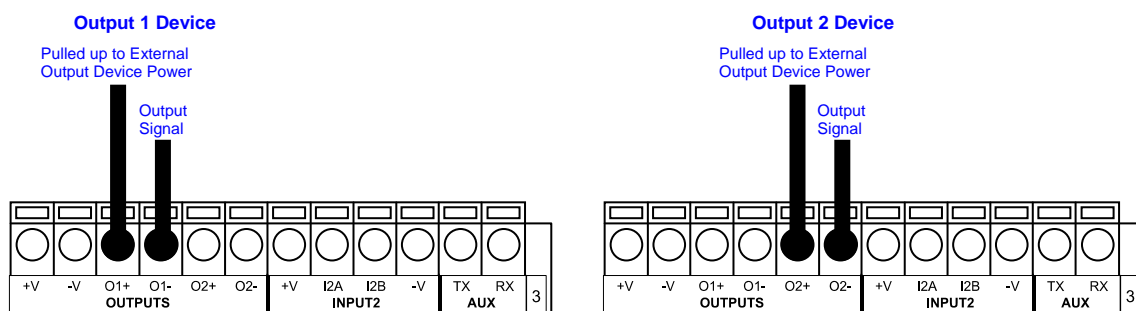 Output 1 Device
Pulled up to External
Output Device Power
Output
Signal
+V -V O1+ O1- O2+ O2- +V I2A I2B -V TX RX
OUTPUTS INPUT2 AUX 3
Output 2 Device
Pulled up to External
Output Device Power
Output
Signal
+V -V O1+ O1- O2+ O2- +V I2A I2B -V TX RX
OUTPUTS INPUT2 AUX 3